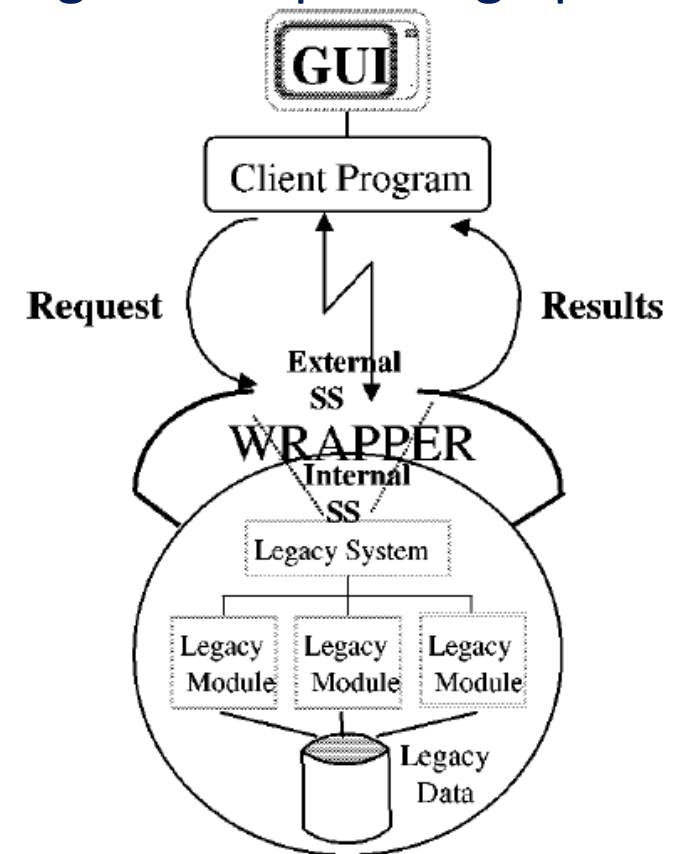 GUI
Client Program
Request
Results
External
SS
WRAPPER
Internal
SS
Legacy System
Legacy
Module
Legacy
Module
Legacy
Module
Legacy
Data